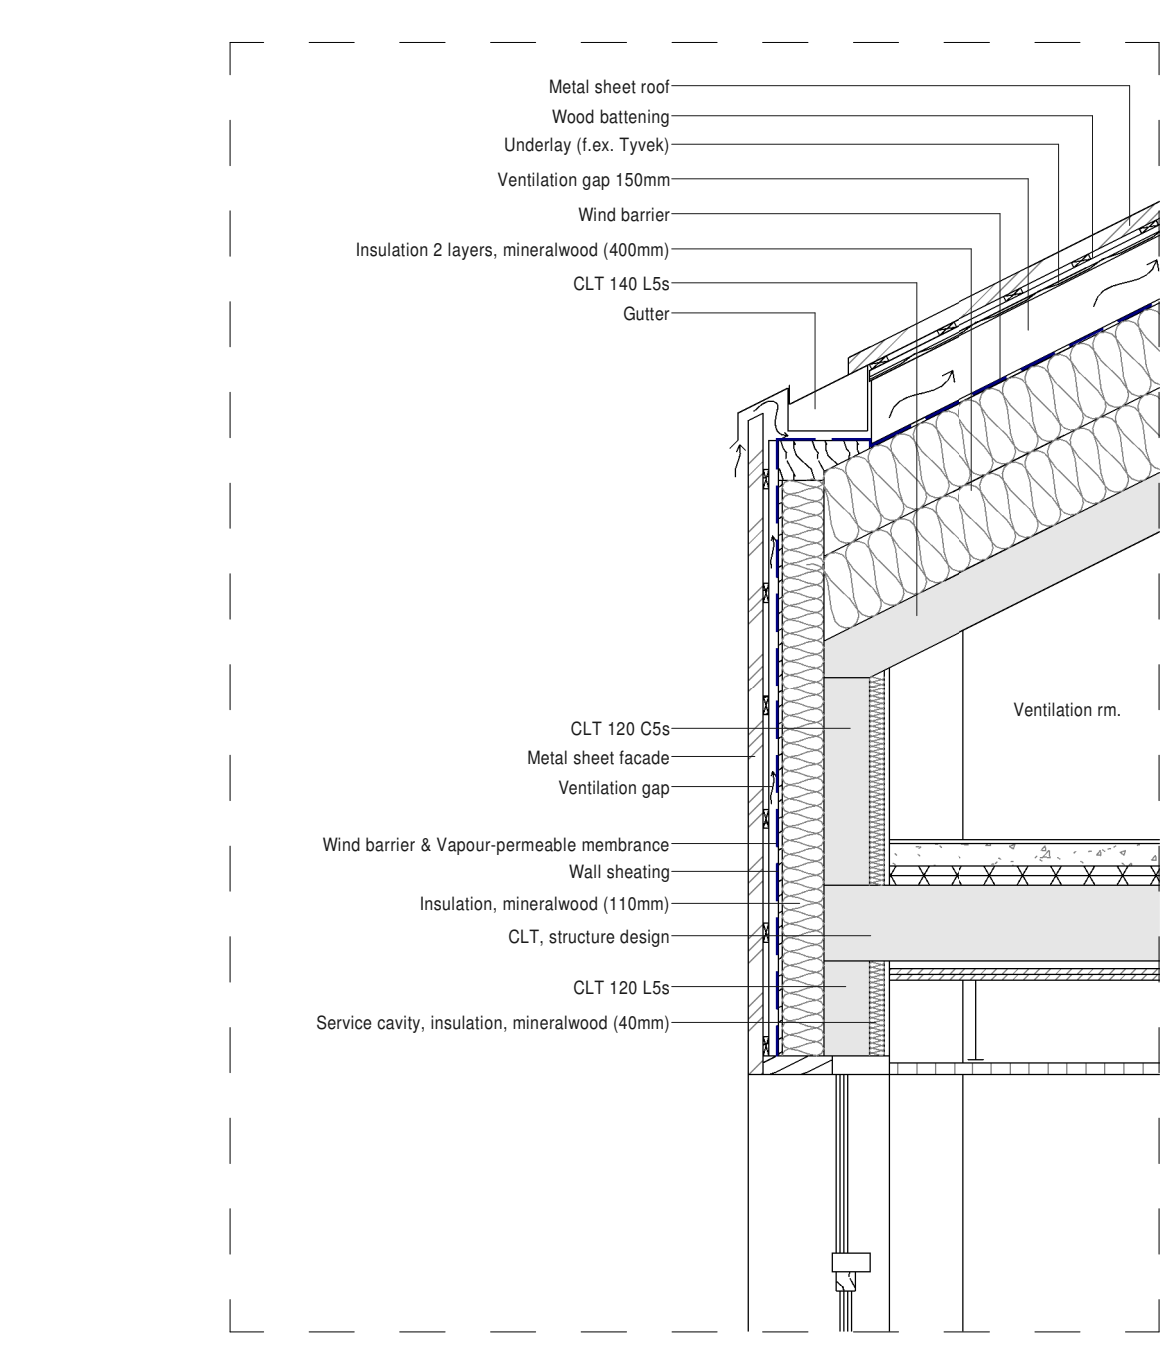 Metal sheet roof
Wood battening
Underlay (f.ex. Tyvek)
Ventilation gap 150mm
Wind barrier
Insulation 2 layers, mineralwood (400mm)
CLT 140 L5s
Gutter
Ventilation rm.
CLT 120 C5s
Metal sheet facade
Ventilation gap
Wind barrier & Vapour-permeable membrance
Wall sheating
Insulation, mineralwood (110mm)
CLT, structure design
CLT 120 L5s
Service cavity, insulation, mineralwood (40mm)